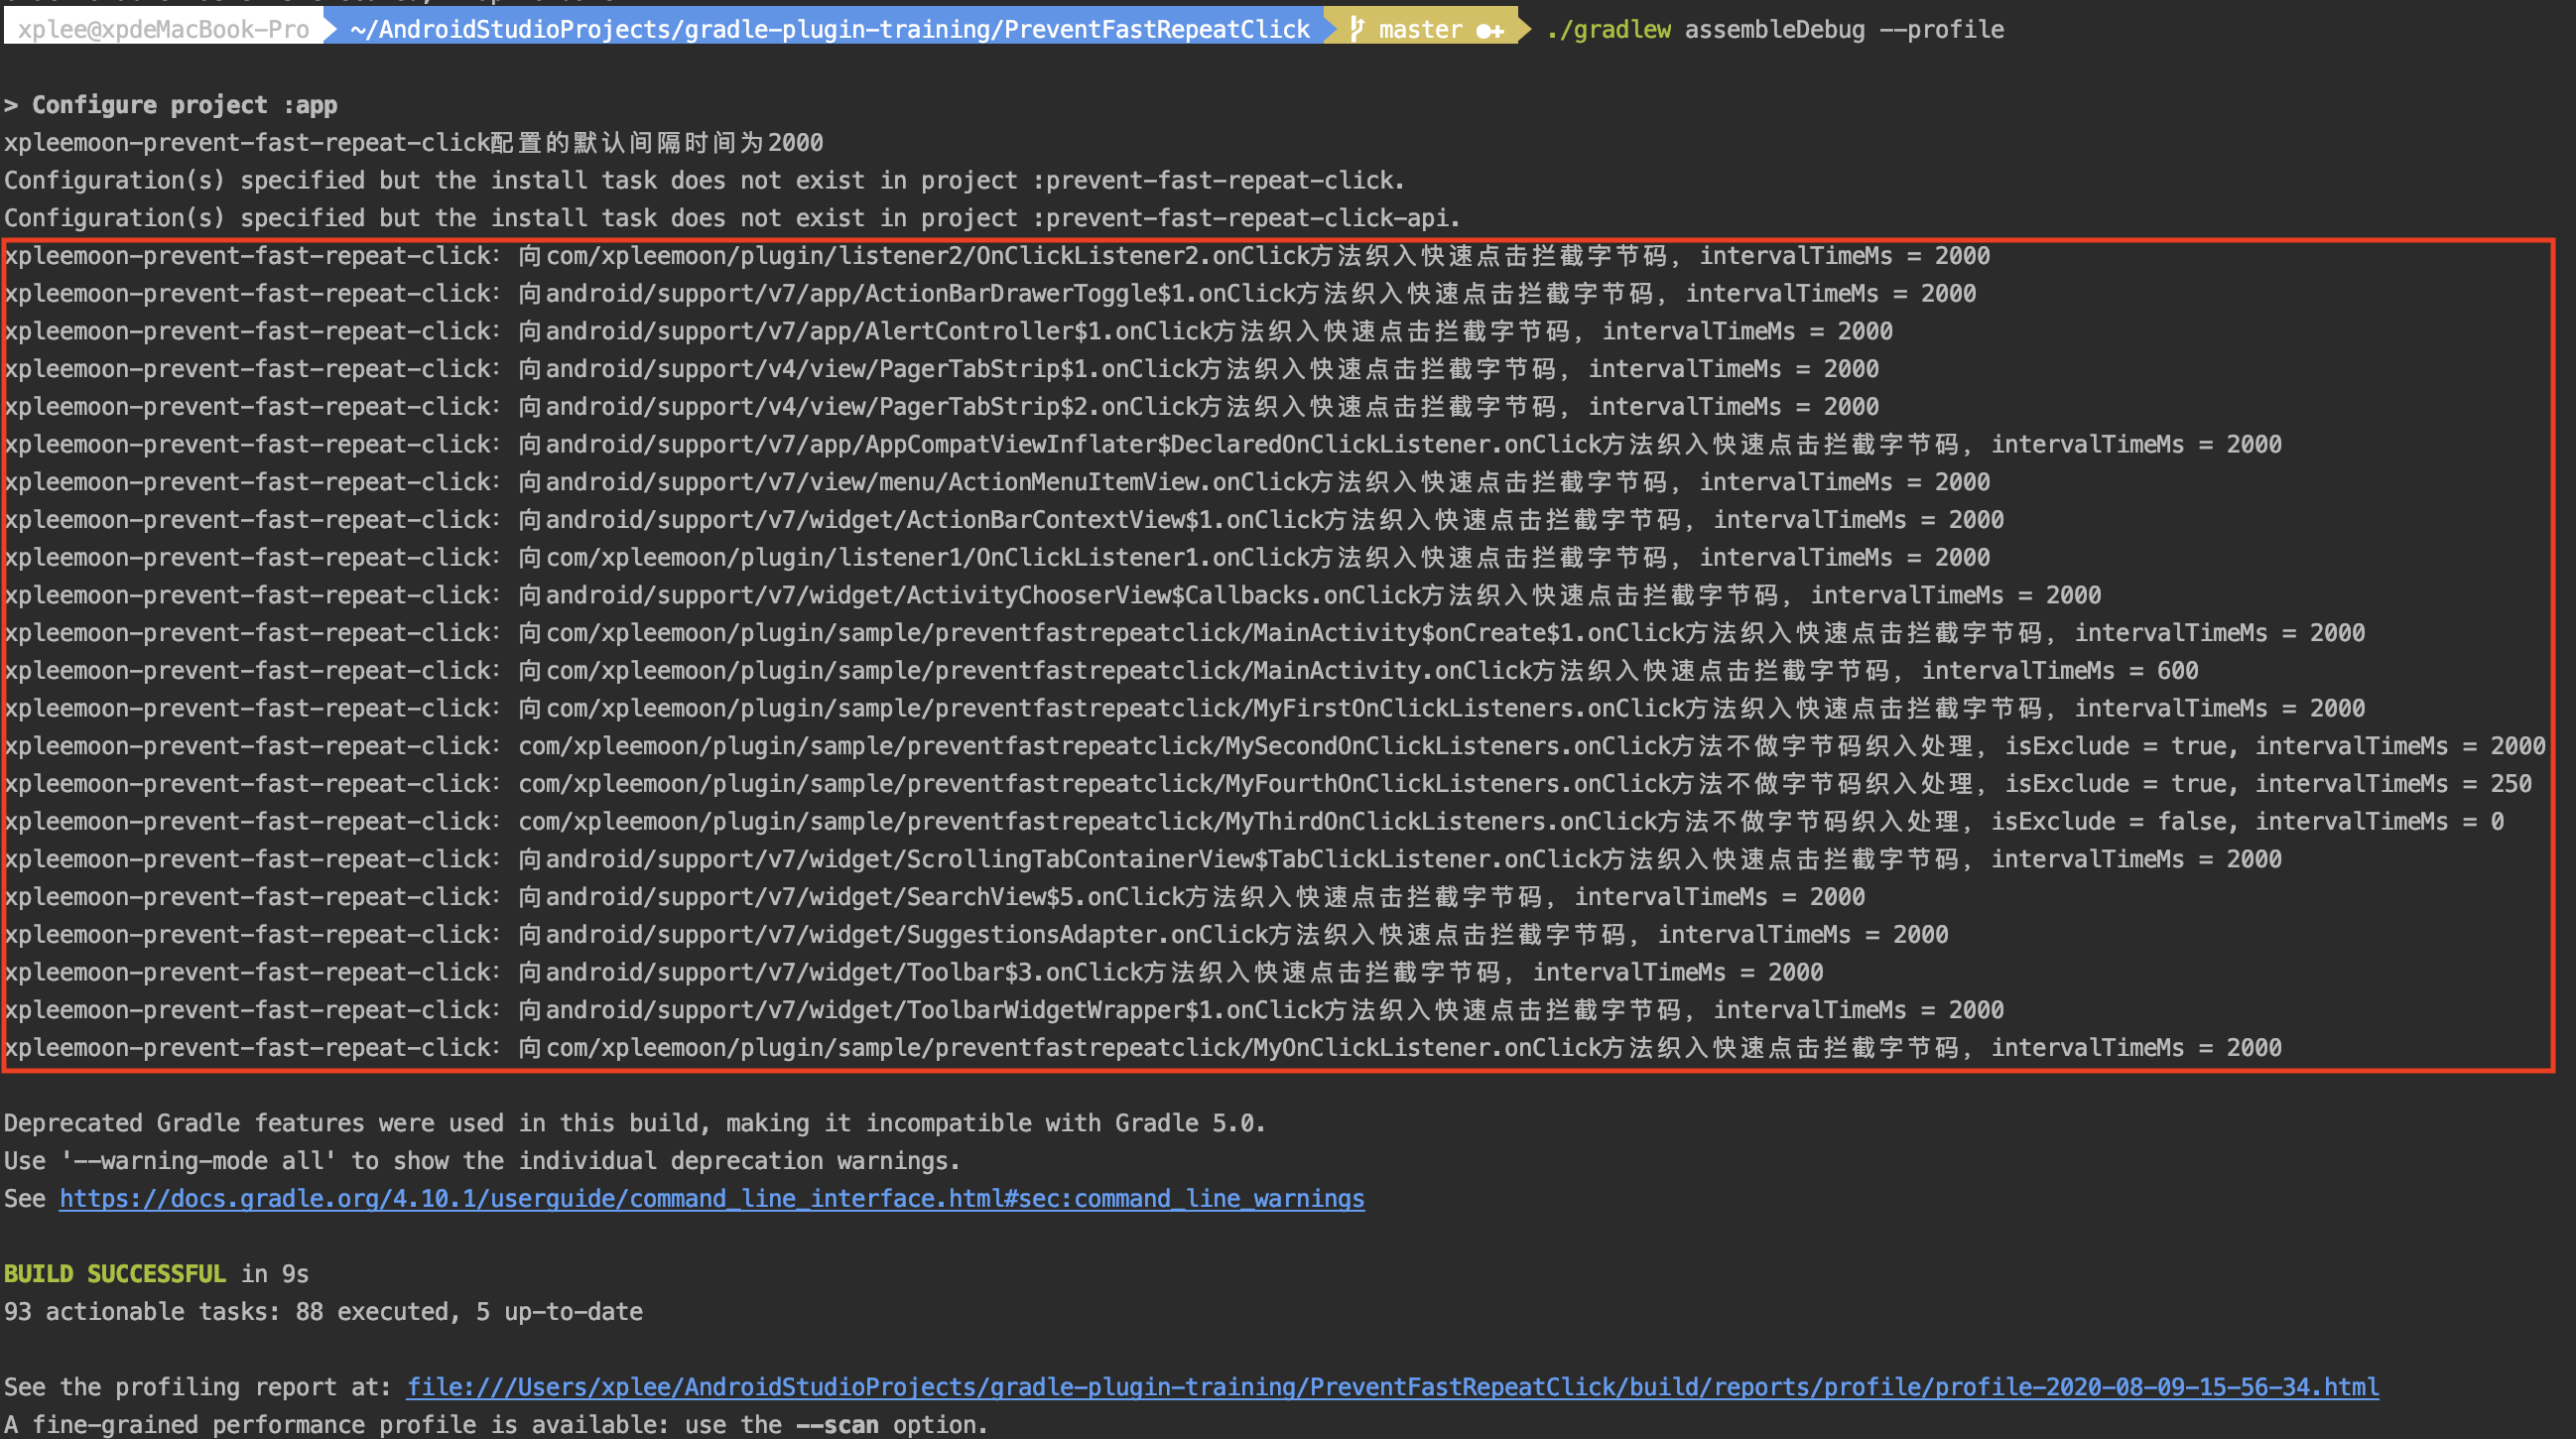 xplee@xpdeMacBook-Pro ~/AndroidStudioProjects/gradle-plugin-training/PreventFastRepeatClick master ●+ ./gradlew assembleDebug --profile
> Configure project :app
xpleemoon-prevent-fast-repeat-click配置的默认间隔时间为2000
Configuration(s) specified but the install task does not exist in project :prevent-fast-repeat-click.
Configuration(s) specified but the install task does not exist in project :prevent-fast-repeat-click-api.
xpleemoon-prevent-fast-repeat-click：向com/xpleemoon/plugin/listener2/OnClickListener2.onClick方法织入快速点击拦截字节码, intervalTimeMs = 2000
xpleemoon-prevent-fast-repeat-click：向android/support/v7/app/ActionBarDrawerToggle$1.onClick方法织入快速点击拦截字节码, intervalTimeMs = 2000
xpleemoon-prevent-fast-repeat-click：向android/support/v7/app/AlertController$1.onClick方法织入快速点击拦截字节码, intervalTimeMs = 2000
xpleemoon-prevent-fast-repeat-click：向android/support/v4/view/PagerTabStrip$1.onClick方法织入快速点击拦截字节码, intervalTimeMs = 2000
xpleemoon-prevent-fast-repeat-click：向android/support/v4/view/PagerTabStrip$2.onClick方法织入快速点击拦截字节码, intervalTimeMs = 2000
xpleemoon-prevent-fast-repeat-click：向android/support/v7/app/AppCompatViewInflater$DeclaredOnClickListener.onClick方法织入快速点击拦截字节码, intervalTimeMs = 2000
xpleemoon-prevent-fast-repeat-click：向android/support/v7/view/menu/ActionMenuItemView.onClick方法织入快速点击拦截字节码, intervalTimeMs = 2000
xpleemoon-prevent-fast-repeat-click：向android/support/v7/widget/ActionBarContextView$1.onClick方法织入快速点击拦截字节码, intervalTimeMs = 2000
xpleemoon-prevent-fast-repeat-click：向com/xpleemoon/plugin/listener1/OnClickListener1.onClick方法织入快速点击拦截字节码, intervalTimeMs = 2000
xpleemoon-prevent-fast-repeat-click：向android/support/v7/widget/ActivityChooserView$Callbacks.onClick方法织入快速点击拦截字节码, intervalTimeMs = 2000
xpleemoon-prevent-fast-repeat-click：向com/xpleemoon/plugin/sample/preventfastrepeatclick/MainActivity$onCreate$1.onClick方法织入快速点击拦截字节码, intervalTimeMs = 2000
xpleemoon-prevent-fast-repeat-click：向com/xpleemoon/plugin/sample/preventfastrepeatclick/MainActivity.onClick方法织入快速点击拦截字节码, intervalTimeMs = 600
xpleemoon-prevent-fast-repeat-click：向com/xpleemoon/plugin/sample/preventfastrepeatclick/MyFirstOnClickListeners.onClick方法织入快速点击拦截字节码, intervalTimeMs = 2000
xpleemoon-prevent-fast-repeat-click：com/xpleemoon/plugin/sample/preventfastrepeatclick/MySecondOnClickListeners.onClick方法不做字节码织入处理, isExclude = true, intervalTimeMs = 2000
xpleemoon-prevent-fast-repeat-click：com/xpleemoon/plugin/sample/preventfastrepeatclick/MyFourthOnClickListeners.onClick方法不做字节码织入处理, isExclude = true, intervalTimeMs = 250
xpleemoon-prevent-fast-repeat-click：com/xpleemoon/plugin/sample/preventfastrepeatclick/MyThirdOnClickListeners.onClick方法不做字节码织入处理, isExclude = false, intervalTimeMs = 0
xpleemoon-prevent-fast-repeat-click：向android/support/v7/widget/ScrollingTabContainerView$TabClickListener.onClick方法织入快速点击拦截字节码, intervalTimeMs = 2000
xpleemoon-prevent-fast-repeat-click：向android/support/v7/widget/SearchView$5.onClick方法织入快速点击拦截字节码, intervalTimeMs = 2000
xpleemoon-prevent-fast-repeat-click：向android/support/v7/widget/SuggestionsAdapter.onClick方法织入快速点击拦截字节码, intervalTimeMs = 2000
xpleemoon-prevent-fast-repeat-click：向android/support/v7/widget/Toolbar$3.onClick方法织入快速点击拦截字节码, intervalTimeMs = 2000
xpleemoon-prevent-fast-repeat-click：向android/support/v7/widget/ToolbarWidgetWrapper$1.onClick方法织入快速点击拦截字节码, intervalTimeMs = 2000
xpleemoon-prevent-fast-repeat-click：向com/xpleemoon/plugin/sample/preventfastrepeatclick/MyOnClickListener.onClick方法织入快速点击拦截字节码, intervalTimeMs = 2000
Deprecated Gradle features were used in this build, making it incompatible with Gradle 5.0.
Use '--warning-mode all' to show the individual deprecation warnings.
See https://docs.gradle.org/4.10.1/userguide/command_line_interface.html#sec:command_line_warnings
BUILD SUCCESSFUL in 9s
93 actionable tasks: 88 executed, 5 up-to-date
See the profiling report at: file:///Users/xplee/AndroidStudioProjects/gradle-plugin-training/PreventFastRepeatClick/build/reports/profile/profile-2020-08-09-15-56-34.html
A fine-grained performance profile is available: use the --scan option.